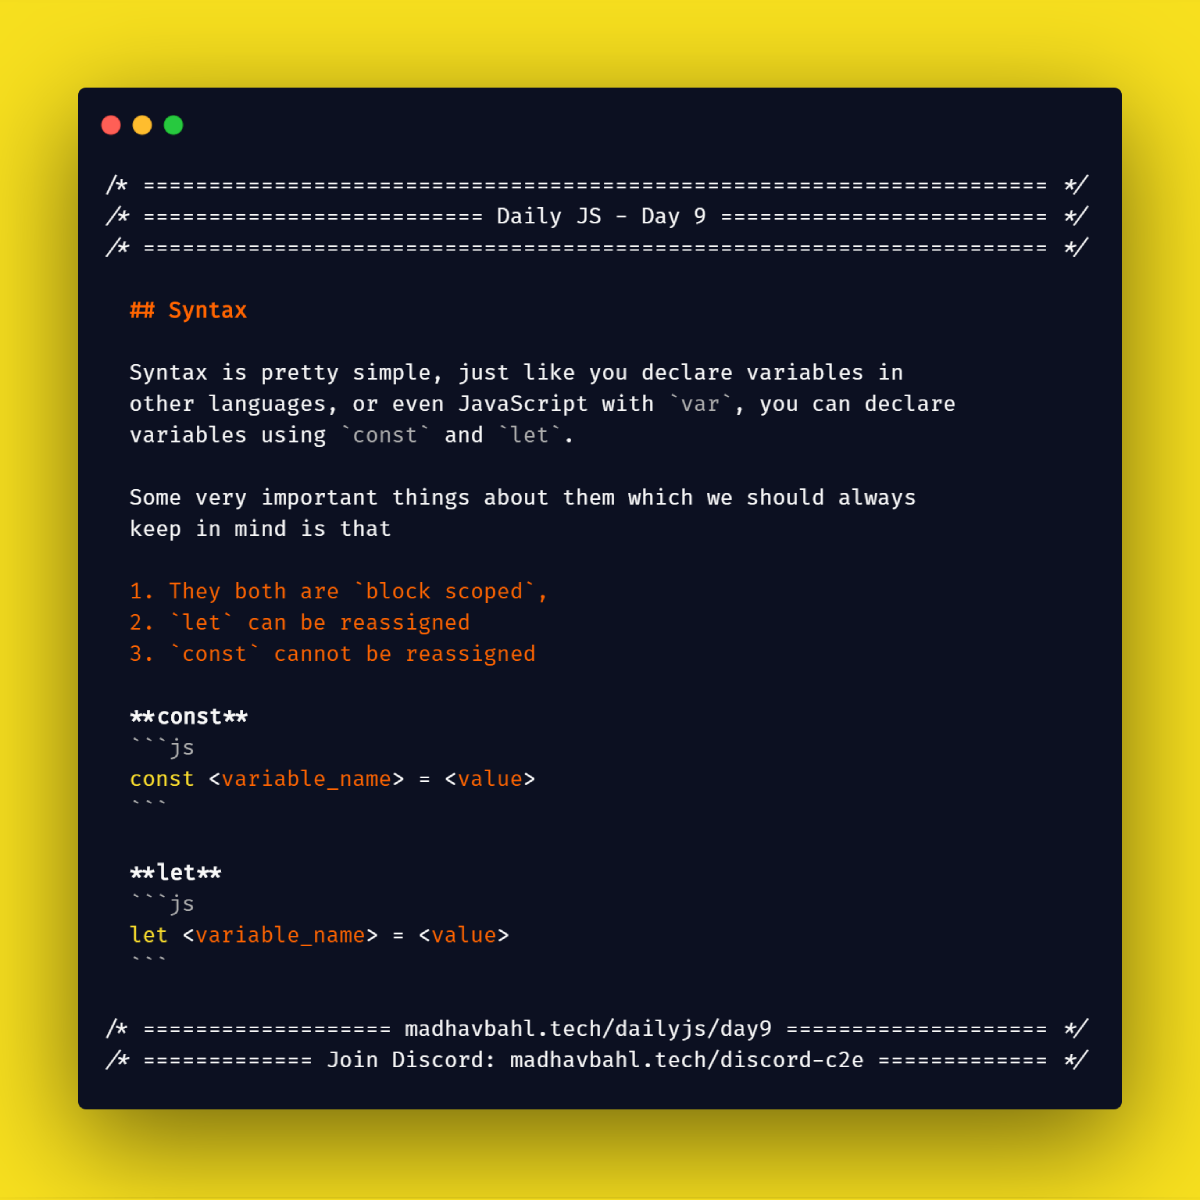 /* ===================================================================== */
/* ========================== Daily JS - Day 9 ========================= */
/* ===================================================================== */
## Syntax
Syntax is pretty simple, just like you declare variables in
other languages, or even JavaScript with `var`, you can declare
variables using `const` and `let`.
Some very important things about them which we should always
keep in mind is that
1. They both are `block scoped`,
2. `let` can be reassigned
3. `const` cannot be reassigned
**const**
```js
const <variable_name> = <value>
```
**let**
```js
let <variable_name> = <value>
```
/* =================== madhavbahl.tech/dailyjs/day9 ==================== */
/* ============= Join Discord: madhavbahl.tech/discord-c2e ============= */